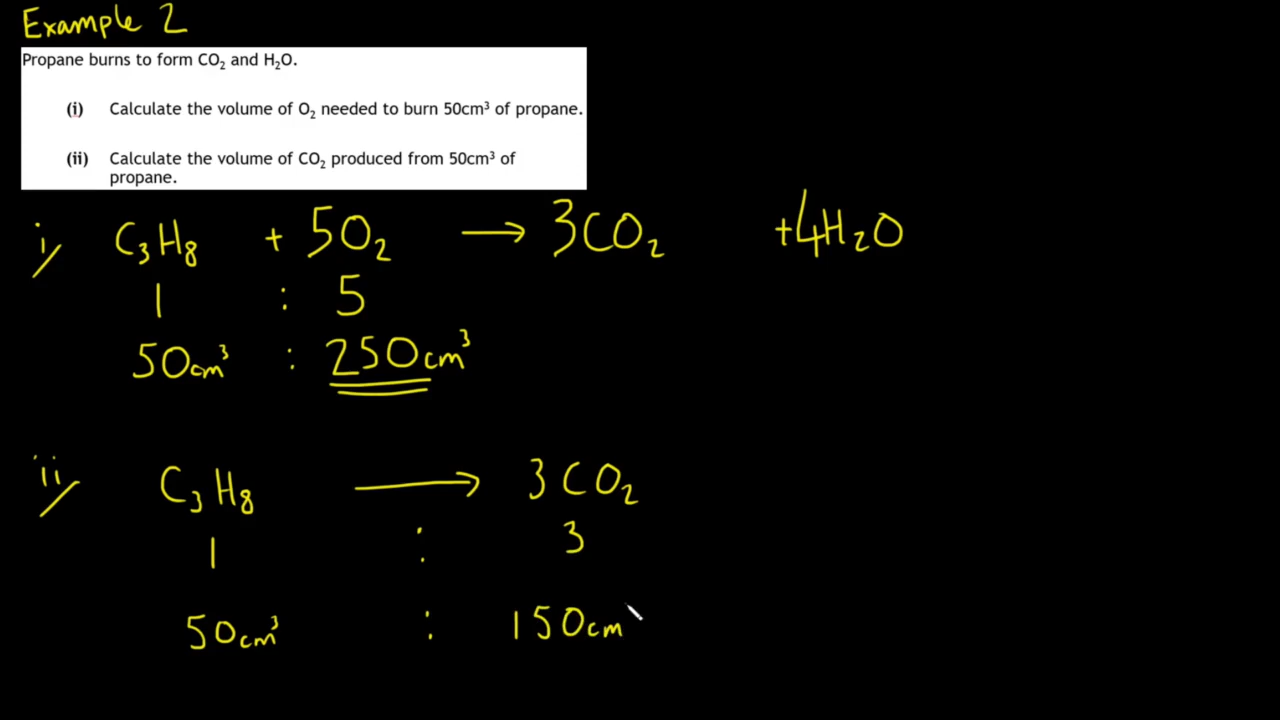 Example 2
Propane burns to form CO₂ and H₂O.
(i) Calculate the volume of O₂ needed to burn 50cm³ of propane.
(ii) Calculate the volume of CO₂ produced from 50cm³ of
propane.
i/ C₃H₈ + 5O₂ → 3CO₂ + 4H₂O
1 : 5
50cm³ : 250cm³
ii/ C₃H₈ → 3CO₂
1 : 3
50cm³ : 150cm